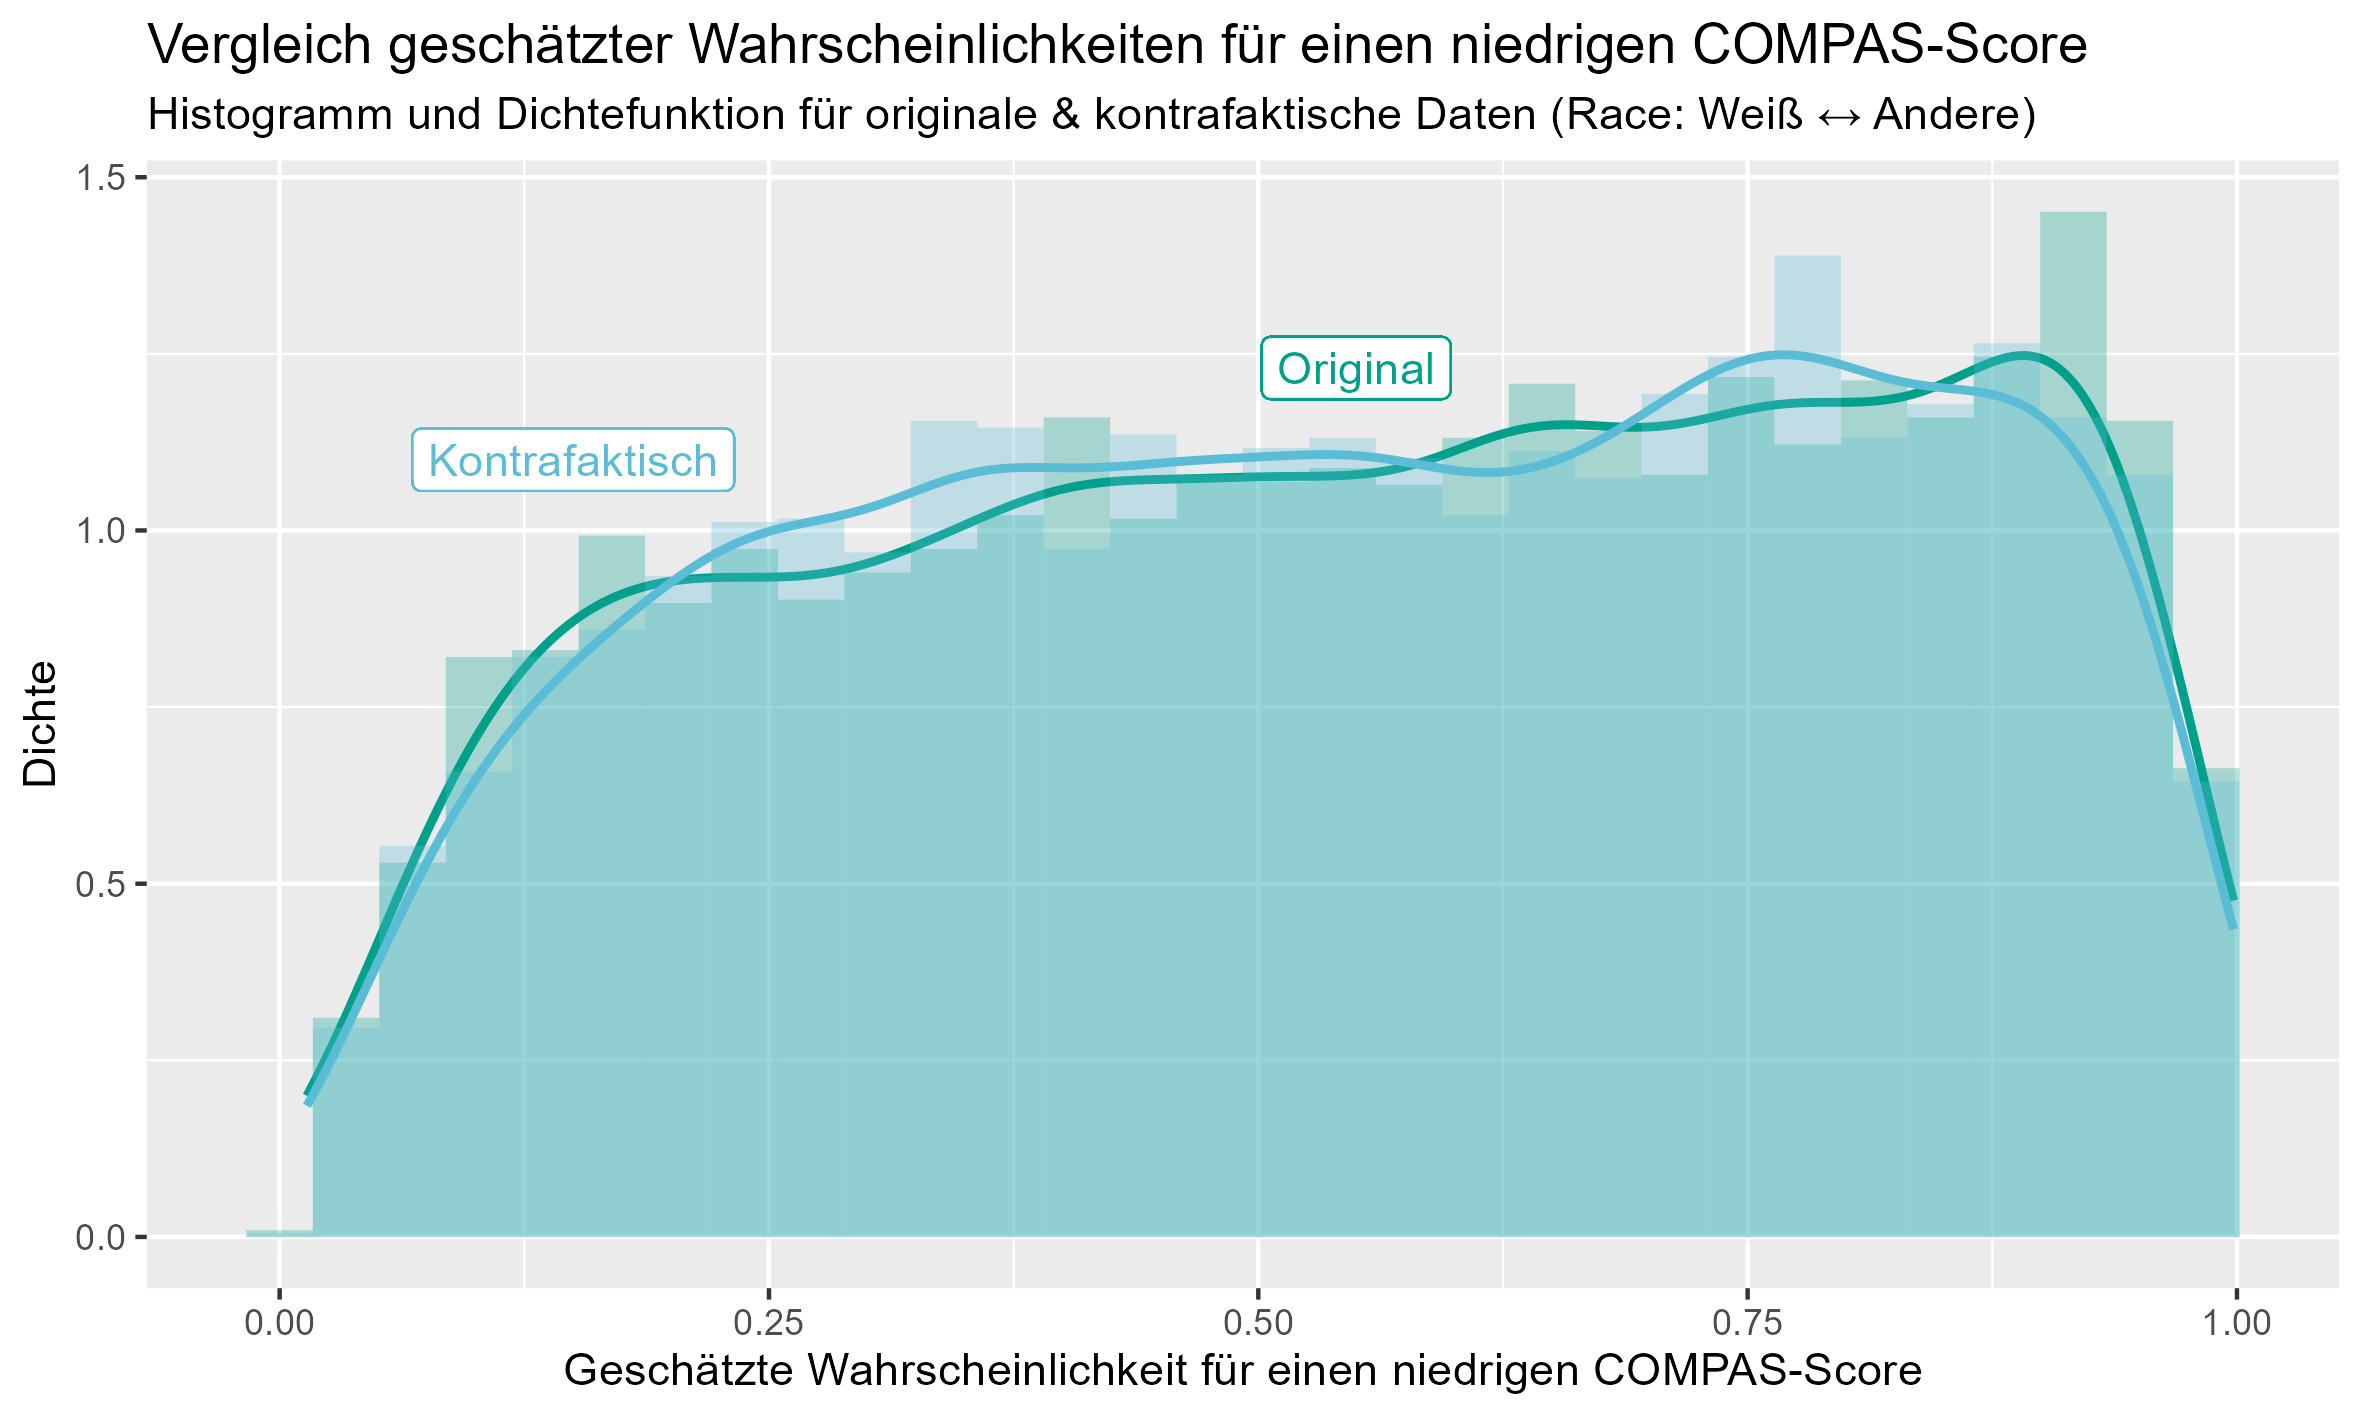 Vergleich geschätzter Wahrscheinlichkeiten für einen niedrigen COMPAS-Score
Histogramm und Dichtefunktion für originale & kontrafaktische Daten (Race: Weiß ↔ Andere)
1.5
Original
Kontrafaktisch
1.0
Dichte
0.5
0.0
0.00 0.25 0.50 0.75 1.00
Geschätzte Wahrscheinlichkeit für einen niedrigen COMPAS-Score